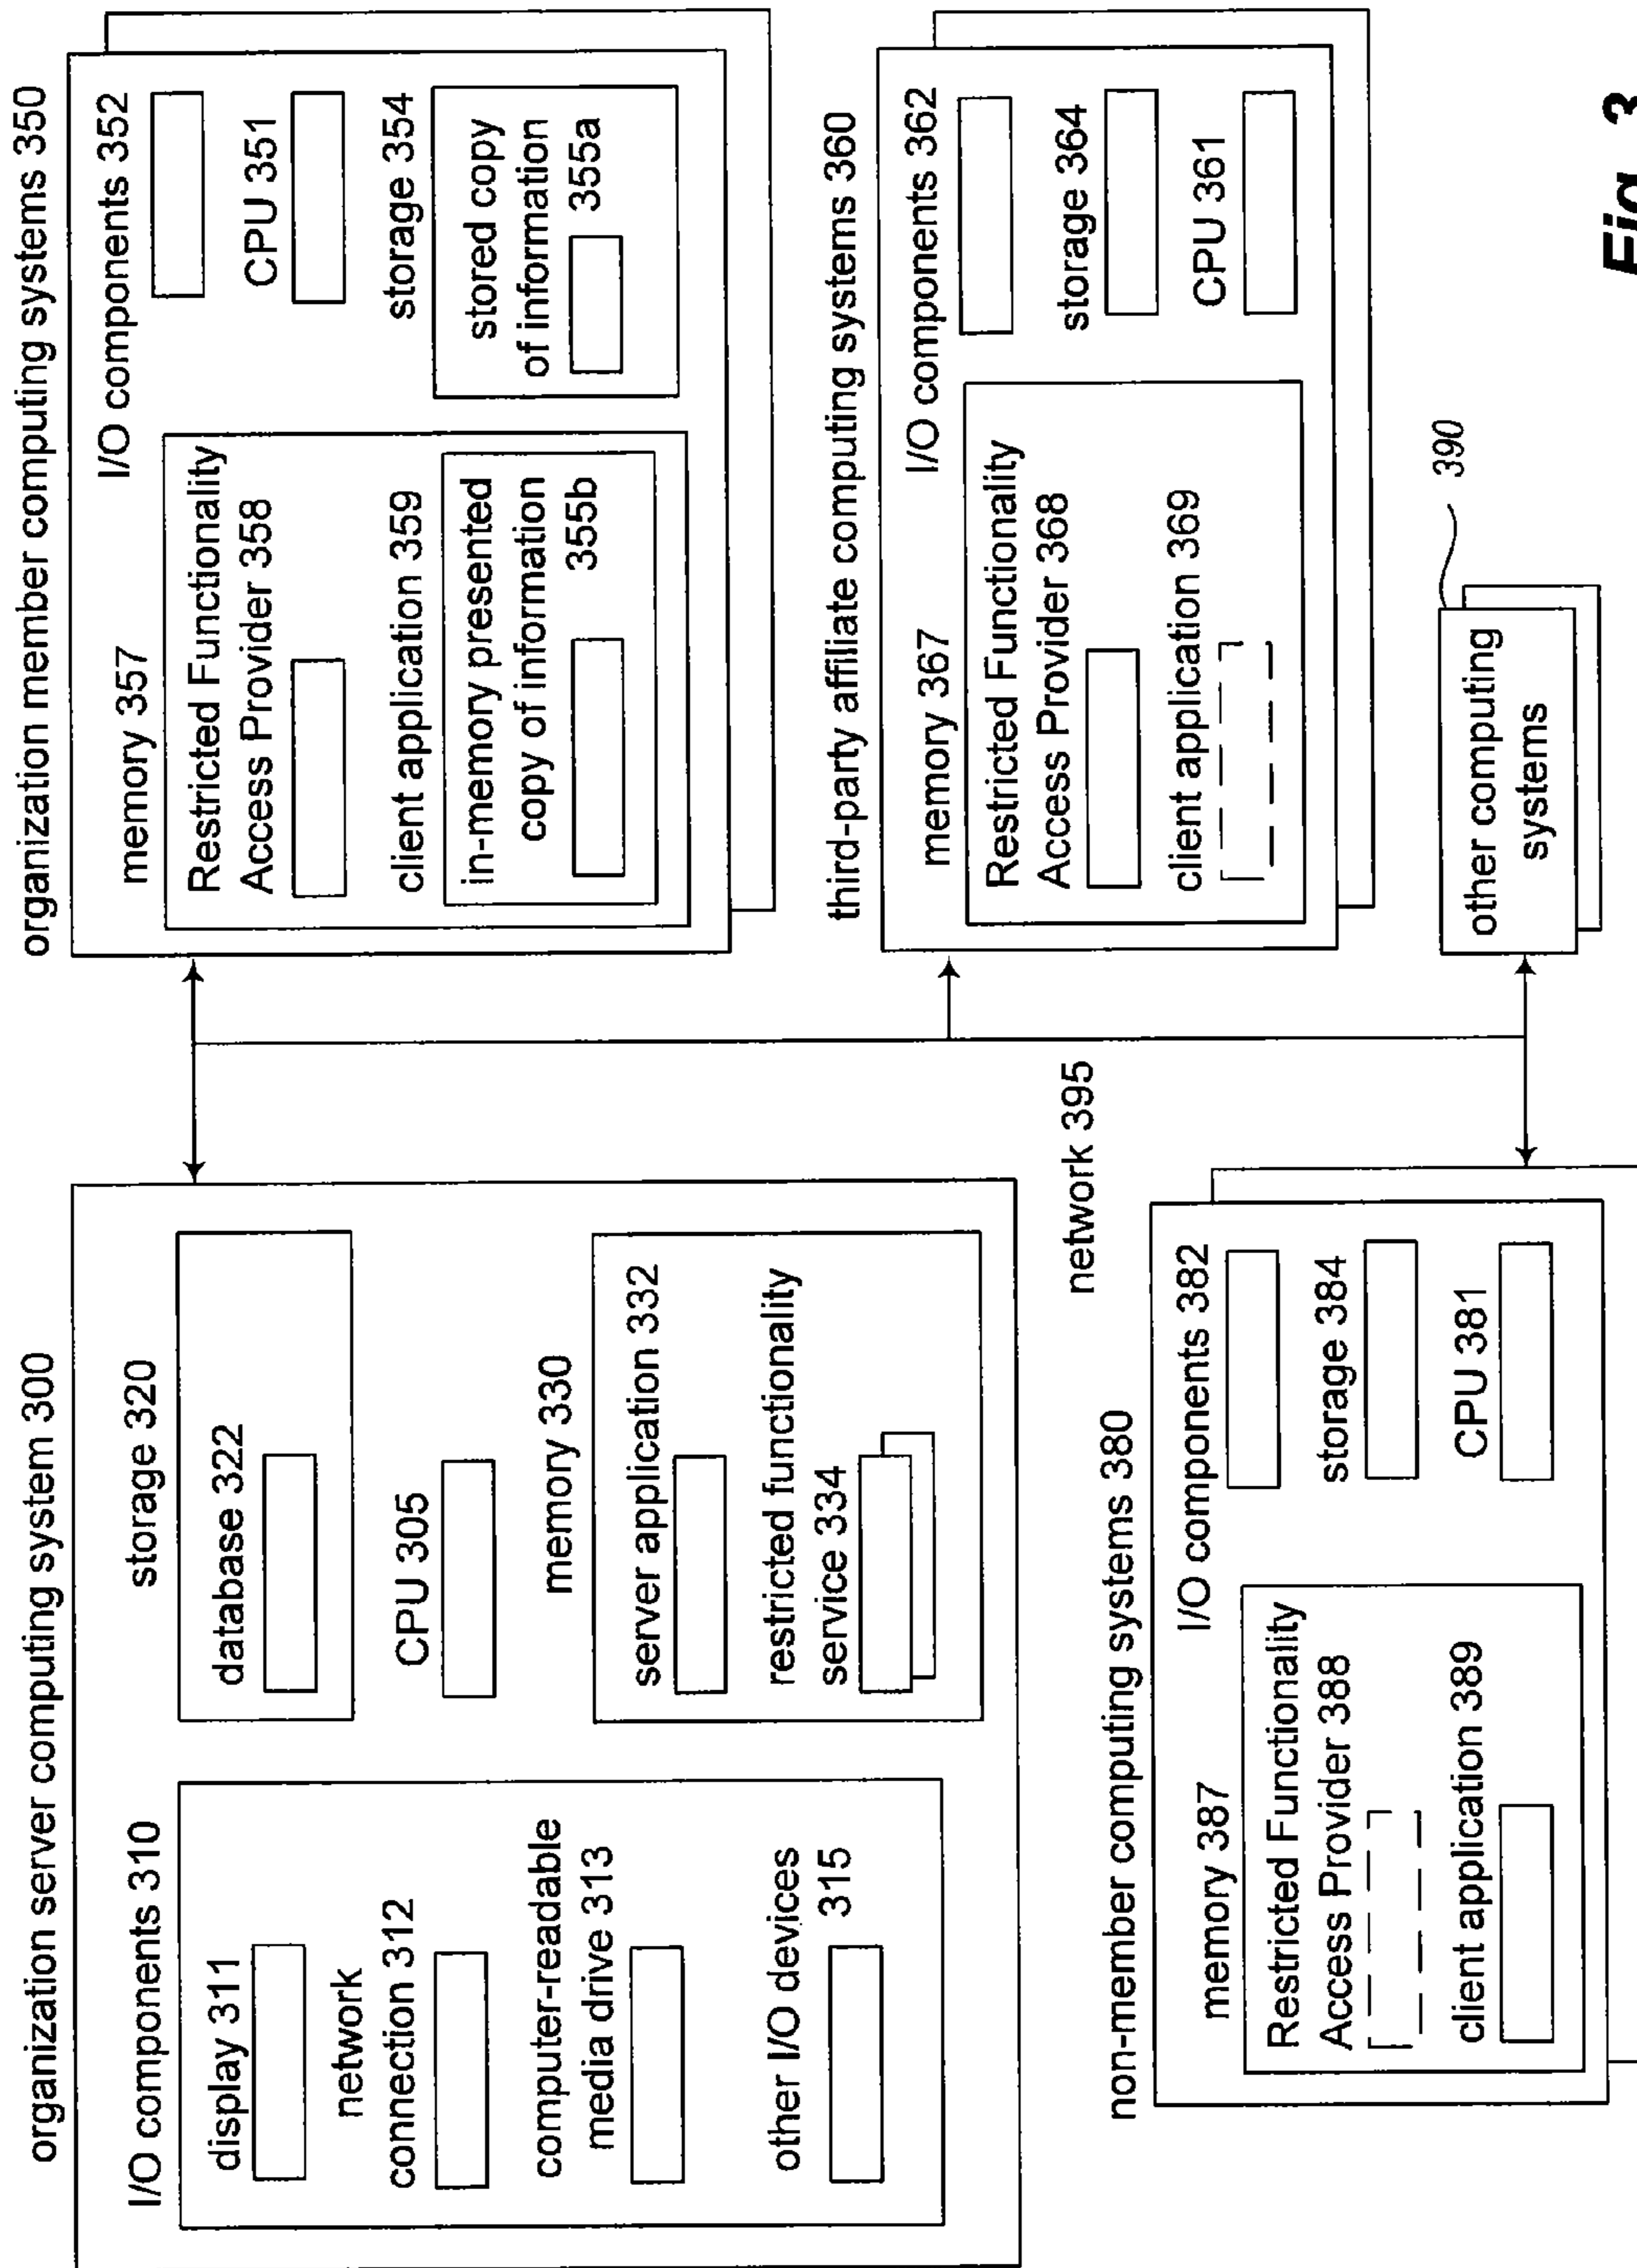 organization server computing system 300
I/O components 310
display 311
network
connection 312
computer-readable
media drive 313
other I/O devices
315
storage 320
database 322
CPU 305
memory 330
server application 332
restricted functionality
service 334
organization member computing systems 350
memory 357
Restricted Functionality
Access Provider 358
client application 359
in-memory presented
copy of information
355b
I/O components 352
CPU 351
storage 354
stored copy
of information
355a
network 395
non-member computing systems 380
memory 387
Restricted Functionality
Access Provider 388
client application 389
I/O components 382
storage 384
CPU 381
third-party affiliate computing systems 360
memory 367
Restricted Functionality
Access Provider 368
client application 369
I/O components 362
storage 364
CPU 361
other computing
systems
390
Fig. 3